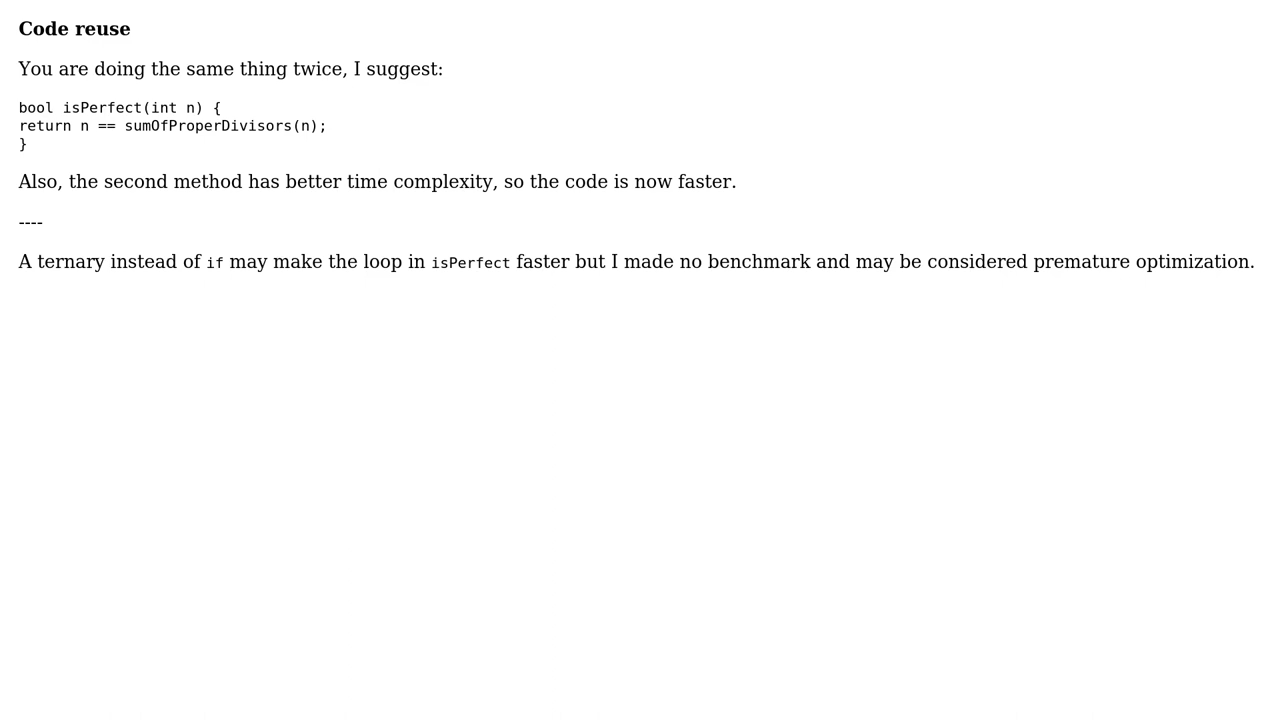 Code reuse
You are doing the same thing twice, I suggest:
bool isPerfect(int n) {
return n == sumOfProperDivisors(n);
}
Also, the second method has better time complexity, so the code is now faster.
----
A ternary instead of if may make the loop in isPerfect faster but I made no benchmark and may be considered premature optimization.